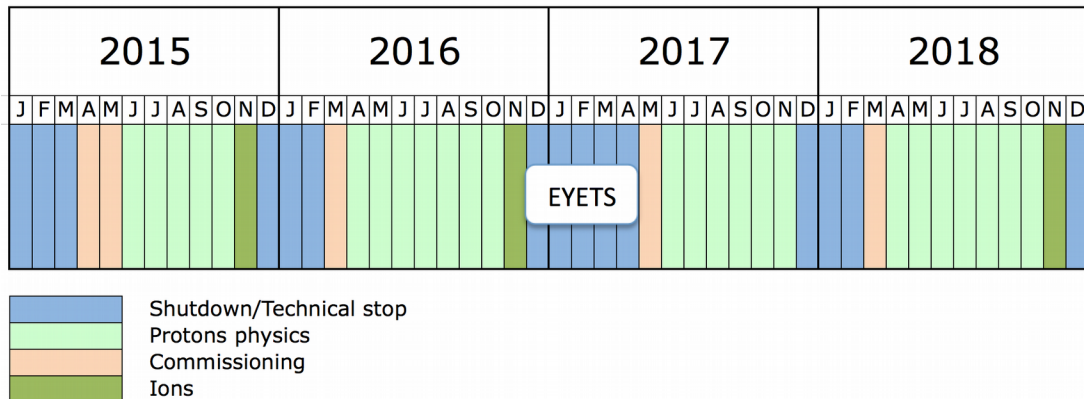 2015 2016 2017 2018
J F M A M J J A S O N D J F M A M J J A S O N D J F M A M J J A S O N D J F M A M J J A S O N D
EYETS
Shutdown/Technical stop
Protons physics
Commissioning
Ions